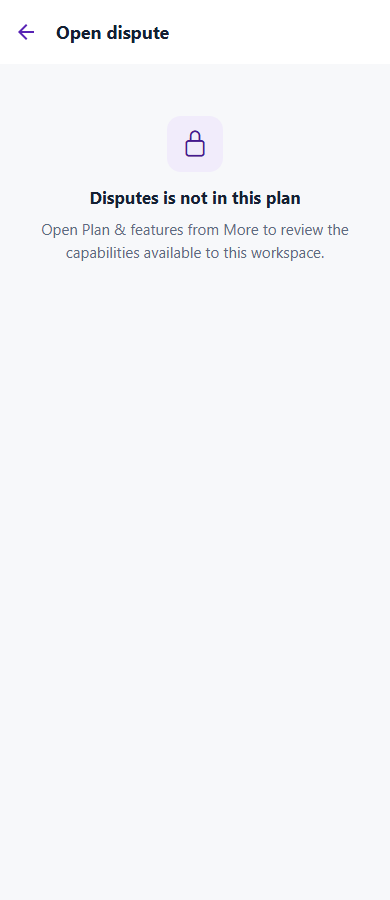 Open dispute
Disputes is not in this plan
Open Plan & features from More to review the
capabilities available to this workspace.